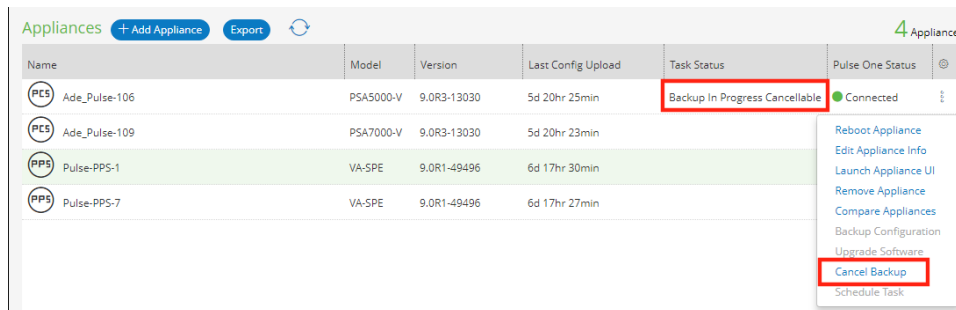 Appliances + Add Appliance Export 4 Appliance
Name Model Version Last Config Upload Task Status Pulse One Status
PCS Ade_Pulse-106 PSA5000-V 9.0R3-13030 5d 20hr 25min Backup In Progress Cancellable Connected
PCS Ade_Pulse-109 PSA7000-V 9.0R3-13030 5d 20hr 23min
Reboot Appliance
Edit Appliance Info
PPS Pulse-PPS-1 VA-SPE 9.0R1-49496 6d 17hr 30min
Launch Appliance UI
Remove Appliance
PPS Pulse-PPS-7 VA-SPE 9.0R1-49496 6d 17hr 27min
Compare Appliances
Backup Configuration
Upgrade Software
Cancel Backup
Schedule Task